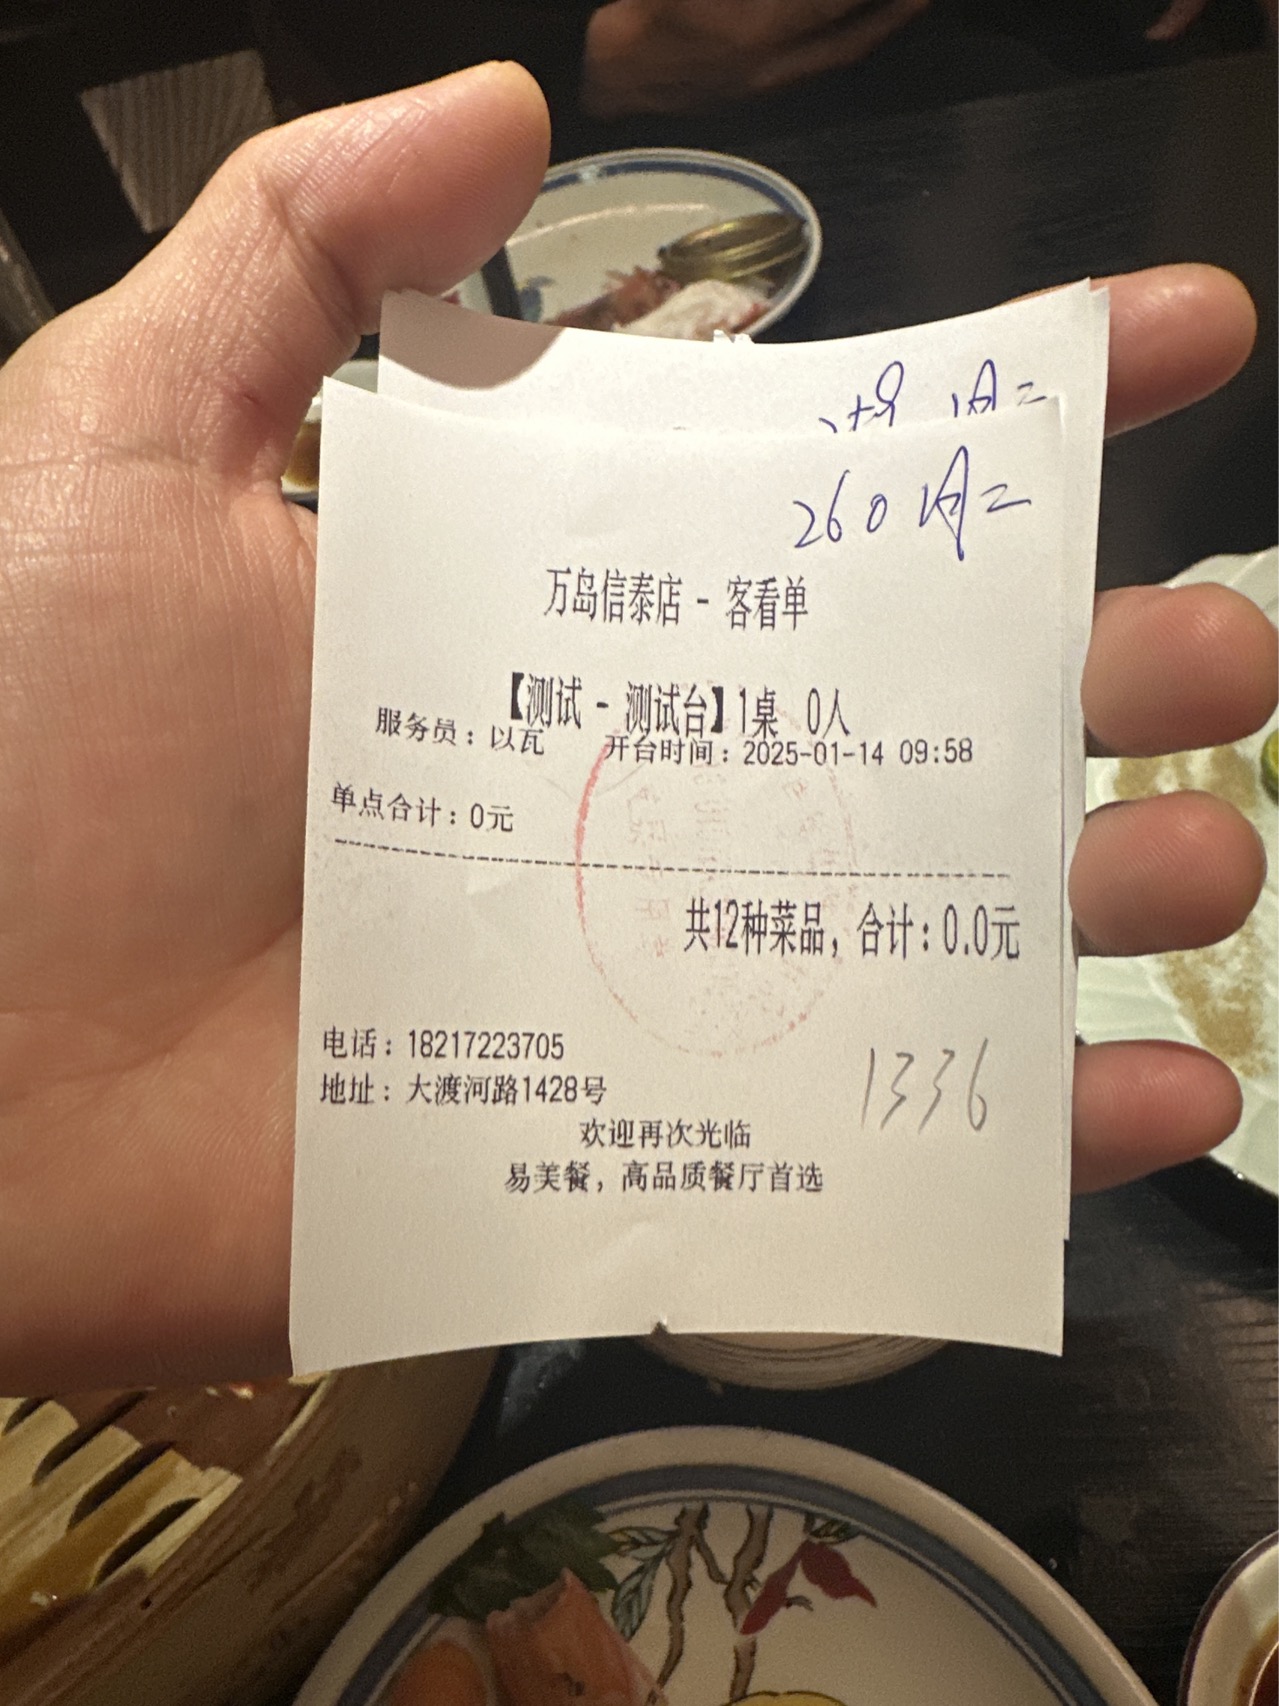 260 周二
万岛信泰店 - 客看单
【测试 - 测试台】1桌 0人
服务员：以瓦 开台时间：2025-01-14 09:58
单点合计：0元
共12种菜品，合计：0.0元
电话：18217223705
地址：大渡河路1428号
1336
欢迎再次光临
易美餐，高品质餐厅首选